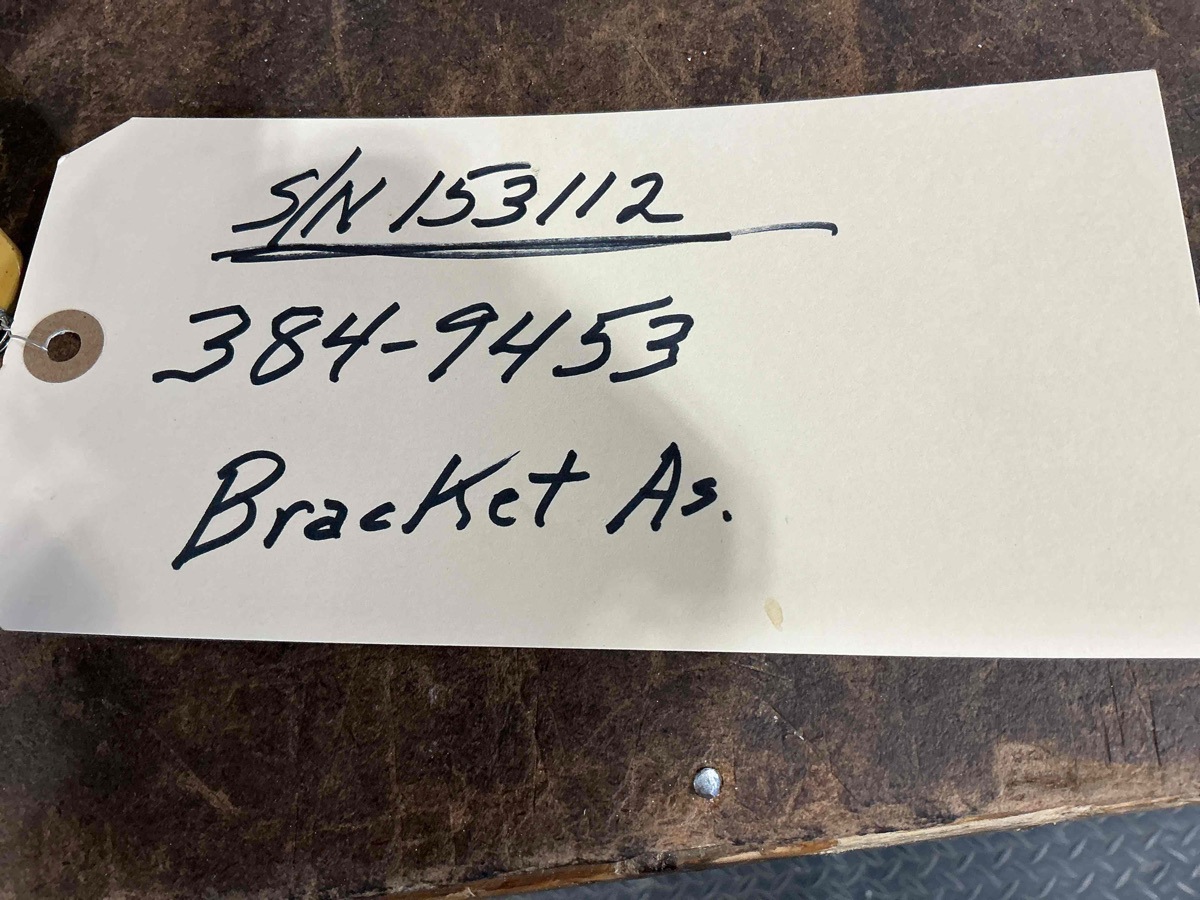 S/N 153112
384-9453
Bracket As.